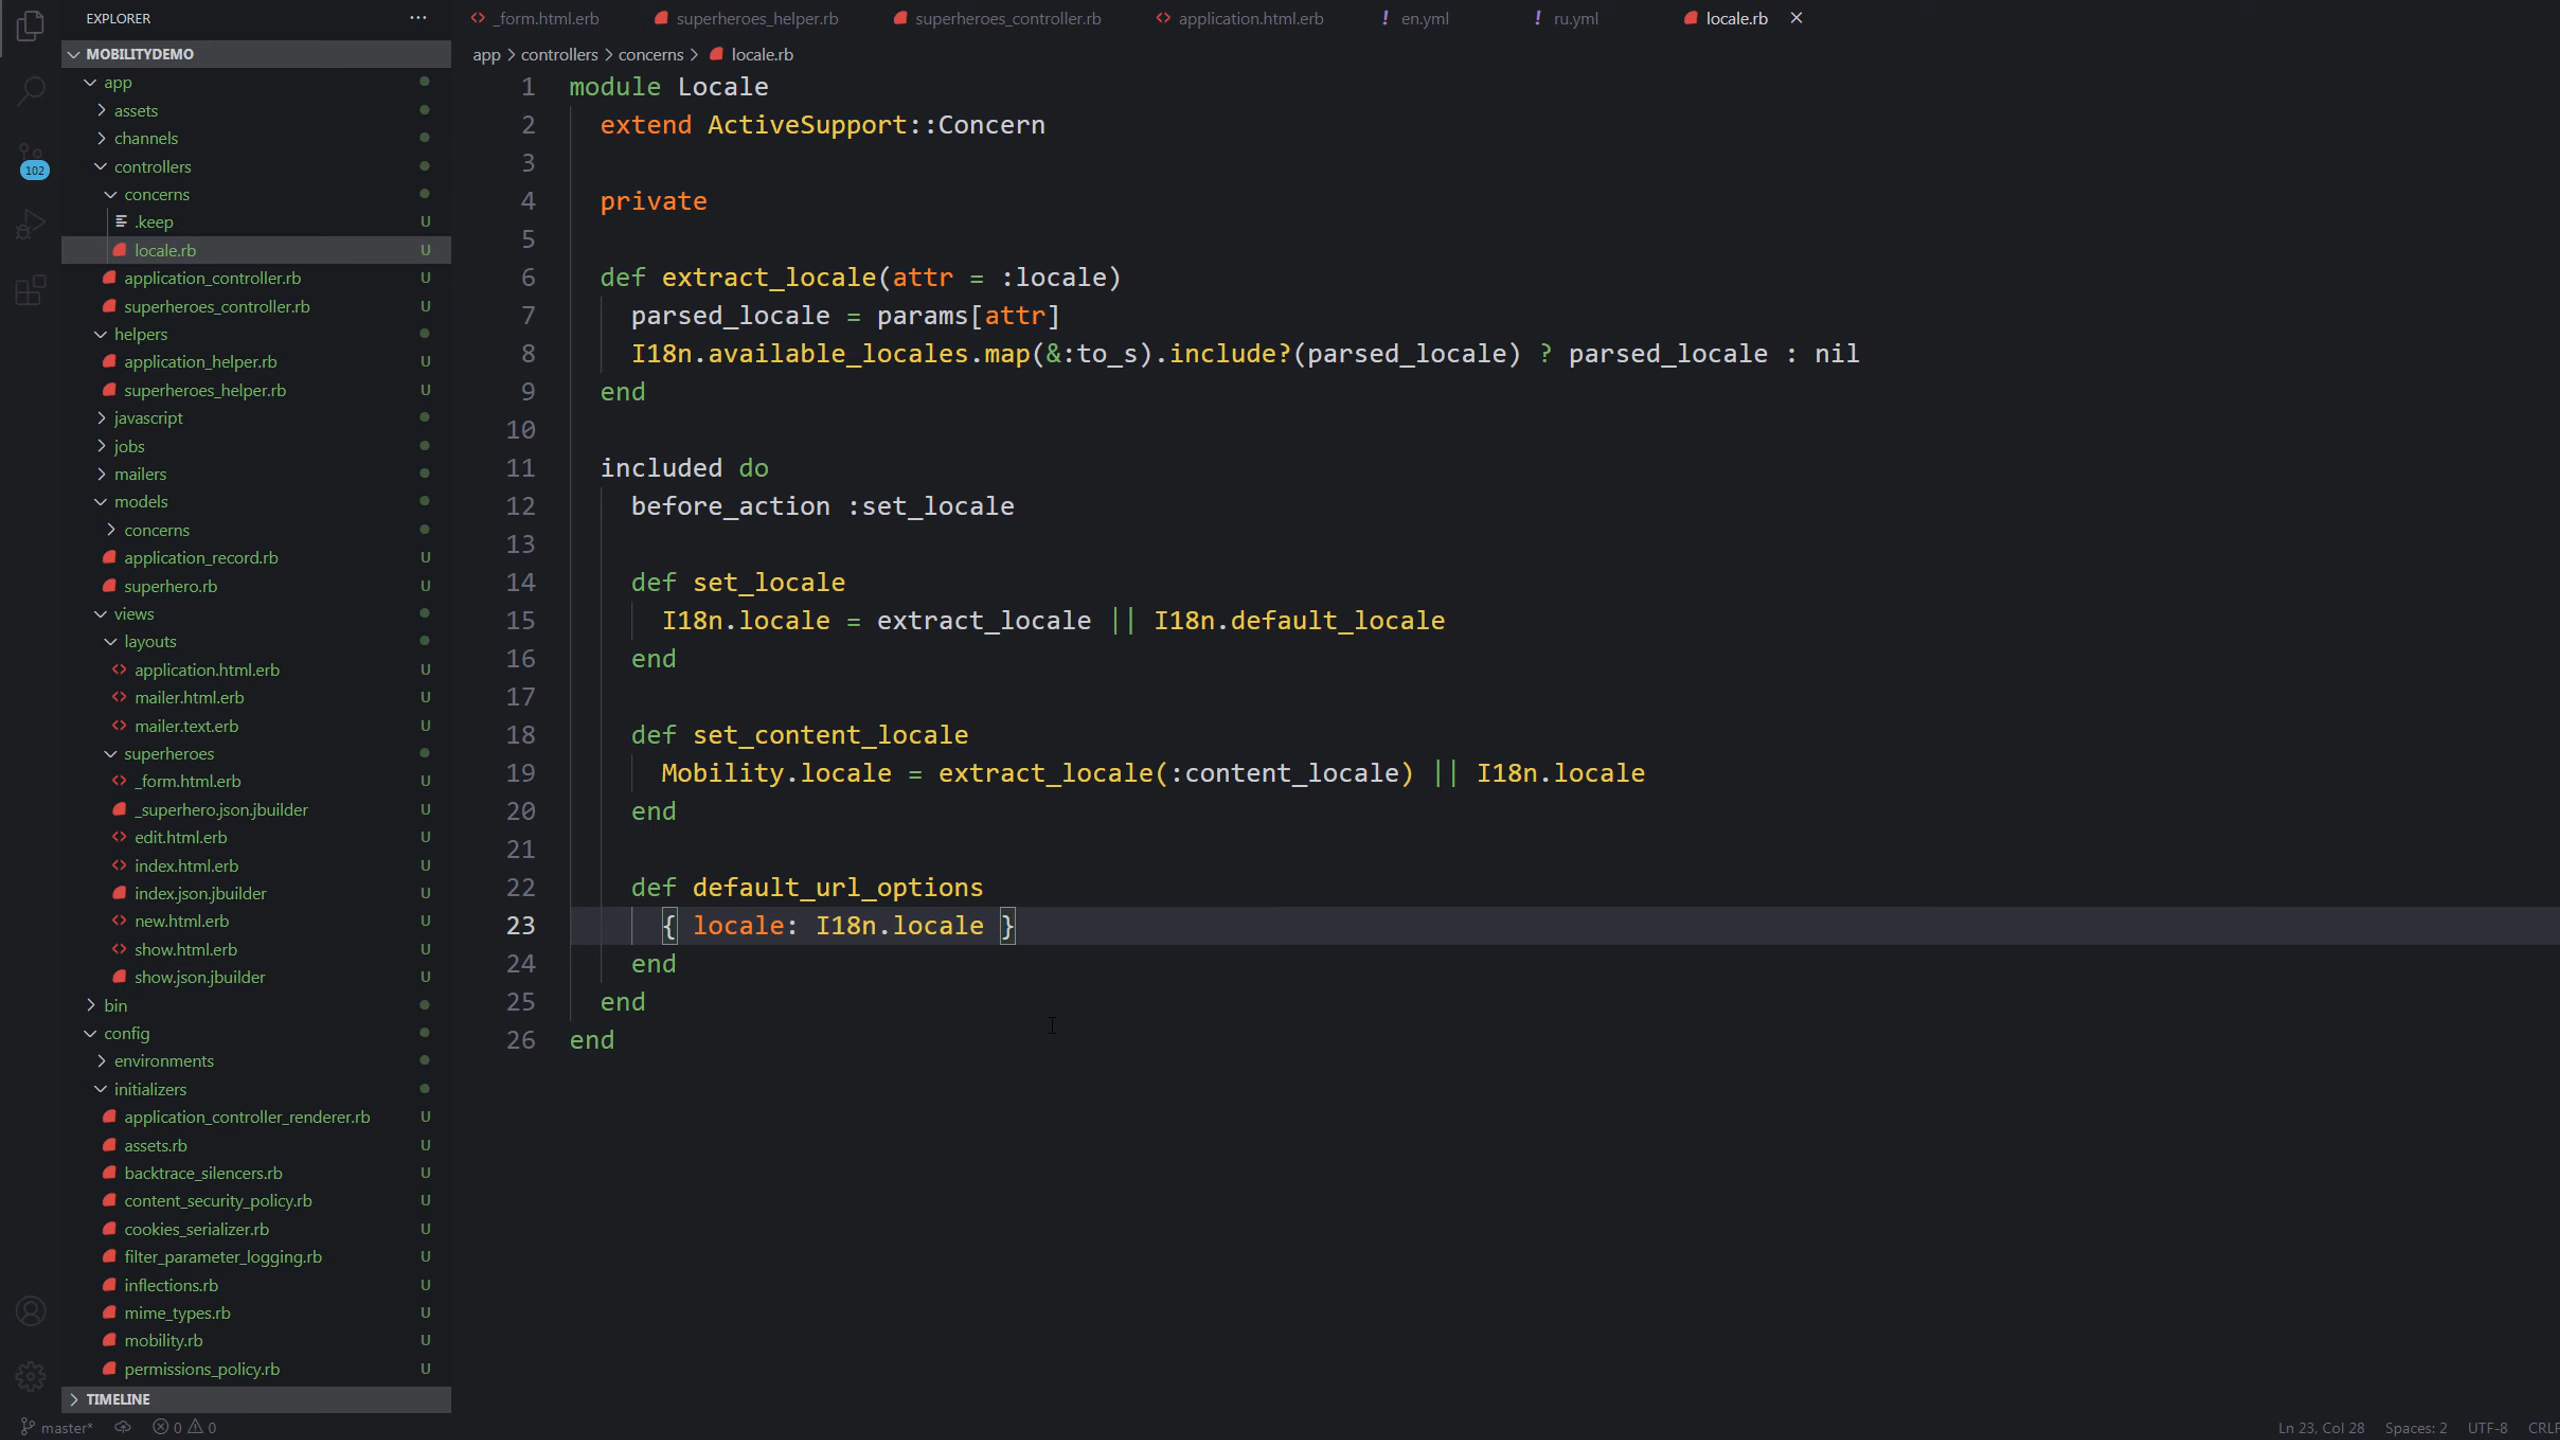 EXPLORER
MOBILITYDEMO
app
assets
channels
controllers
concerns
.keep U
locale.rb U
application_controller.rb U
superheroes_controller.rb U
helpers
application_helper.rb U
superheroes_helper.rb U
javascript
jobs
mailers
models
concerns
application_record.rb U
superhero.rb U
views
layouts
application.html.erb U
mailer.html.erb U
mailer.text.erb U
superheroes
_form.html.erb U
_superhero.json.jbuilder U
edit.html.erb U
index.html.erb U
index.json.jbuilder U
new.html.erb U
show.html.erb U
show.json.jbuilder U
bin
config
environments
initializers
application_controller_renderer.rb U
assets.rb U
backtrace_silencers.rb U
content_security_policy.rb U
cookies_serializer.rb U
filter_parameter_logging.rb U
inflections.rb U
mime_types.rb U
mobility.rb U
permissions_policy.rb U
TIMELINE
102
_form.html.erb superheroes_helper.rb superheroes_controller.rb application.html.erb ! en.yml ! ru.yml locale.rb
app > controllers > concerns > locale.rb
1 module Locale
2 extend ActiveSupport::Concern
3
4 private
5
6 def extract_locale(attr = :locale)
7 parsed_locale = params[attr]
8 I18n.available_locales.map(&:to_s).include?(parsed_locale) ? parsed_locale : nil
9 end
10
11 included do
12 before_action :set_locale
13
14 def set_locale
15 I18n.locale = extract_locale || I18n.default_locale
16 end
17
18 def set_content_locale
19 Mobility.locale = extract_locale(:content_locale) || I18n.locale
20 end
21
22 def default_url_options
23 { locale: I18n.locale }
24 end
25 end
26 end
master* 0 0 Ln 23, Col 28 Spaces: 2 UTF-8 CRLF